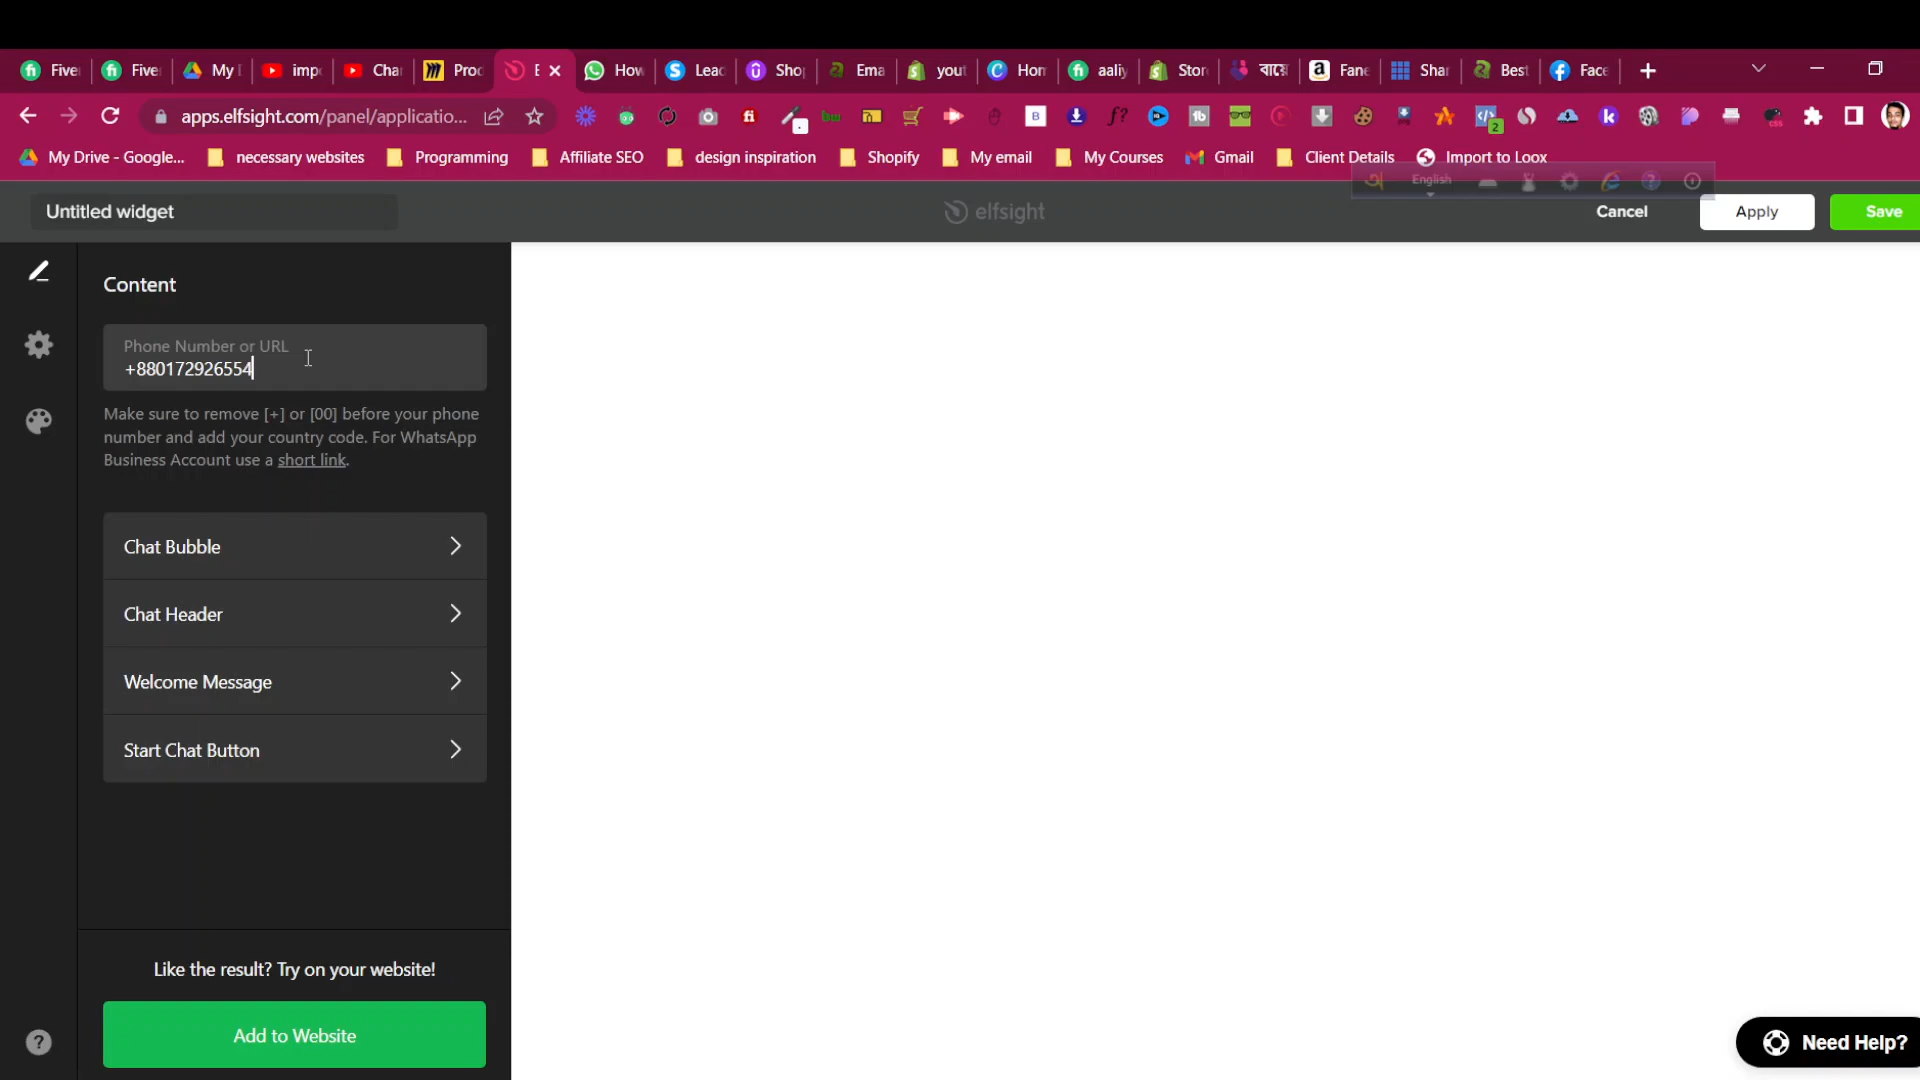 Five
Five
My
imp
Cha
Proc
E
How
Lea
Sho
Ema
yout
Hon
aaliy
Stor
বায়ে
Fane
Shar
Best
Face
apps.elfsight.com/panel/applicatio...
My Drive - Google...
necessary websites
Programming
Affiliate SEO
design inspiration
Shopify
My email
My Courses
Gmail
Client Details
Import to Loox
English
Untitled widget
elfsight
Cancel
Apply
Save
Content
Phone Number or URL
+880172926554
Make sure to remove [+] or [00] before your phone
number and add your country code. For WhatsApp
Business Account use a short link.
Chat Bubble
Chat Header
Welcome Message
Start Chat Button
Like the result? Try on your website!
Add to Website
Need Help?